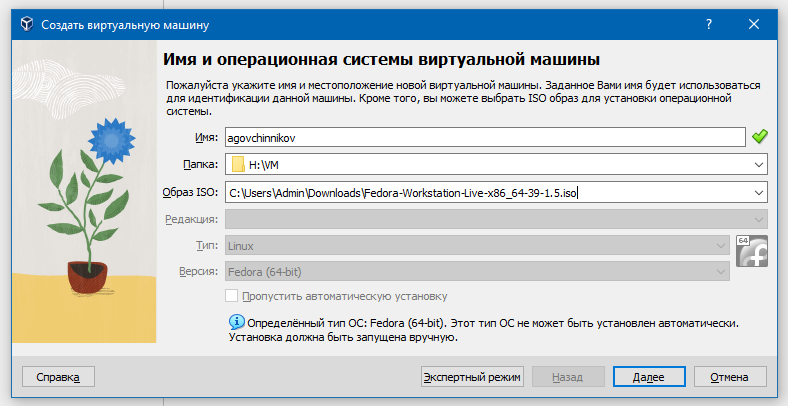 Создать виртуальную машину
Имя и операционная системы виртуальной машины
Пожалуйста укажите имя и местоположение новой виртуальной машины. Заданное Вами имя будет использоваться
для идентификации данной машины. Кроме того, вы можете выбрать ISO образ для установки операционной
системы.
Имя: agovchinnikov
Папка: H:\VM
Образ ISO: C:\Users\Admin\Downloads\Fedora-Workstation-Live-x86_64-39-1.5.iso
Редакция:
Тип: Linux
64
Версия: Fedora (64-bit)
Пропустить автоматическую установку
Определённый тип ОС: Fedora (64-bit). Этот тип ОС не может быть установлен автоматически.
Установка должна быть запущена вручную.
Справка Экспертный режим Назад Далее Отмена